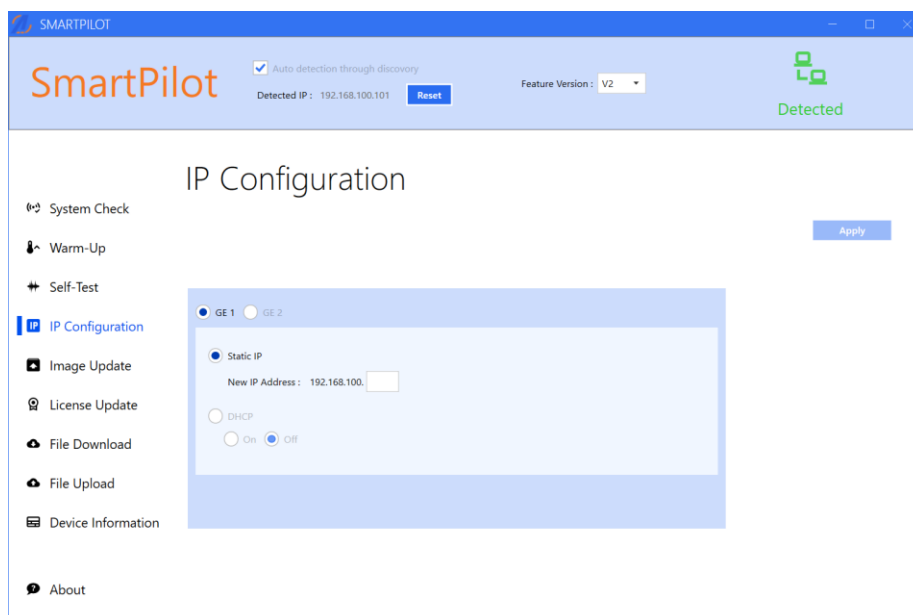 SMARTPILOT
SmartPilot
Auto detection through discovory
Detected IP : 192.168.100.101 Reset
Feature Version : V2
Detected
System Check
Warm-Up
Self-Test
IP IP Configuration
Image Update
License Update
File Download
File Upload
Device Information
About
IP Configuration
Apply
GE 1 GE 2
Static IP
New IP Address : 192.168.100.
DHCP
On Off